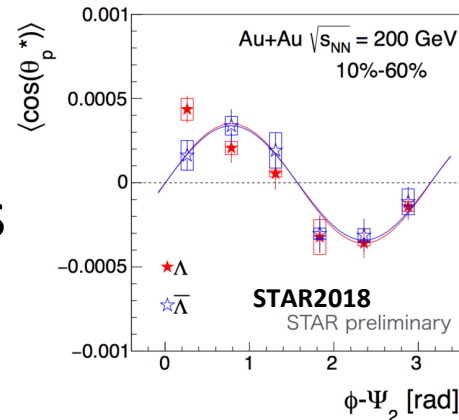 0.001
0.0005
0
−0.0005
−0.001
⟨cos(θp*)⟩
s
Au+Au √sNN = 200 GeV
10%-60%
Λ
Λ̅
STAR2018
STAR preliminary
0 1 2 3
ϕ-Ψ2 [rad]